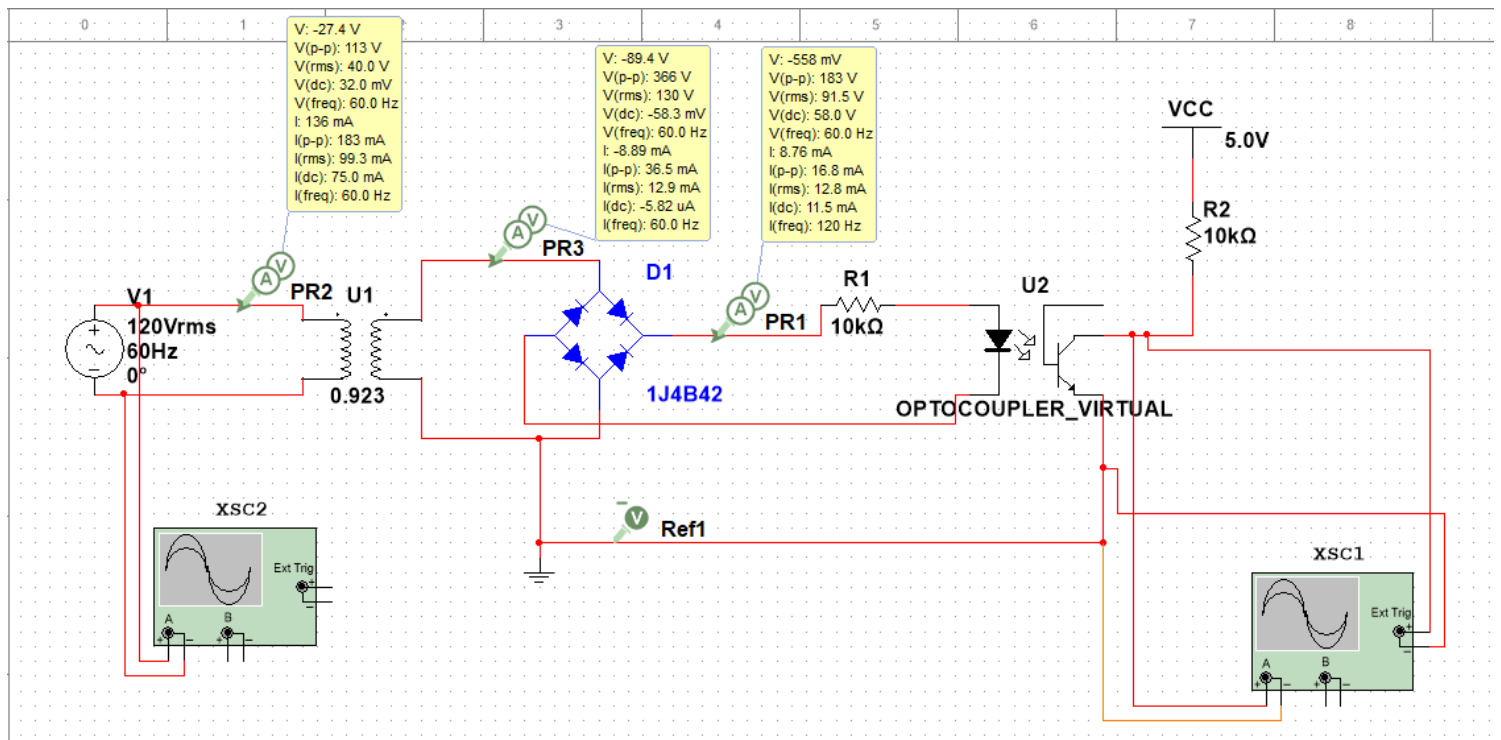 0 1 2 3 4 5 6 7 8
V: -27.4 V
V(p-p): 113 V
V(rms): 40.0 V
V(dc): 32.0 mV
V(freq): 60.0 Hz
I: 136 mA
I(p-p): 183 mA
I(rms): 99.3 mA
I(dc): 75.0 mA
I(freq): 60.0 Hz
V: -89.4 V
V(p-p): 366 V
V(rms): 130 V
V(dc): -58.3 mV
V(freq): 60.0 Hz
I: -8.89 mA
I(p-p): 36.5 mA
I(rms): 12.9 mA
I(dc): -5.82 uA
I(freq): 60.0 Hz
V: -558 mV
V(p-p): 183 V
V(rms): 91.5 V
V(dc): 58.0 V
V(freq): 60.0 Hz
I: 8.76 mA
I(p-p): 16.8 mA
I(rms): 12.8 mA
I(dc): 11.5 mA
I(freq): 120 Hz
VCC
5.0V
R2
10kΩ
A V
PR2
A V
PR3
A V
PR1
V1
120Vrms
60Hz
0°
U1
0.923
D1
1J4B42
R1
10kΩ
U2
OPTOCOUPLER_VIRTUAL
V
Ref1
XSC2
Ext Trig
A
B
XSC1
Ext Trig
A
B